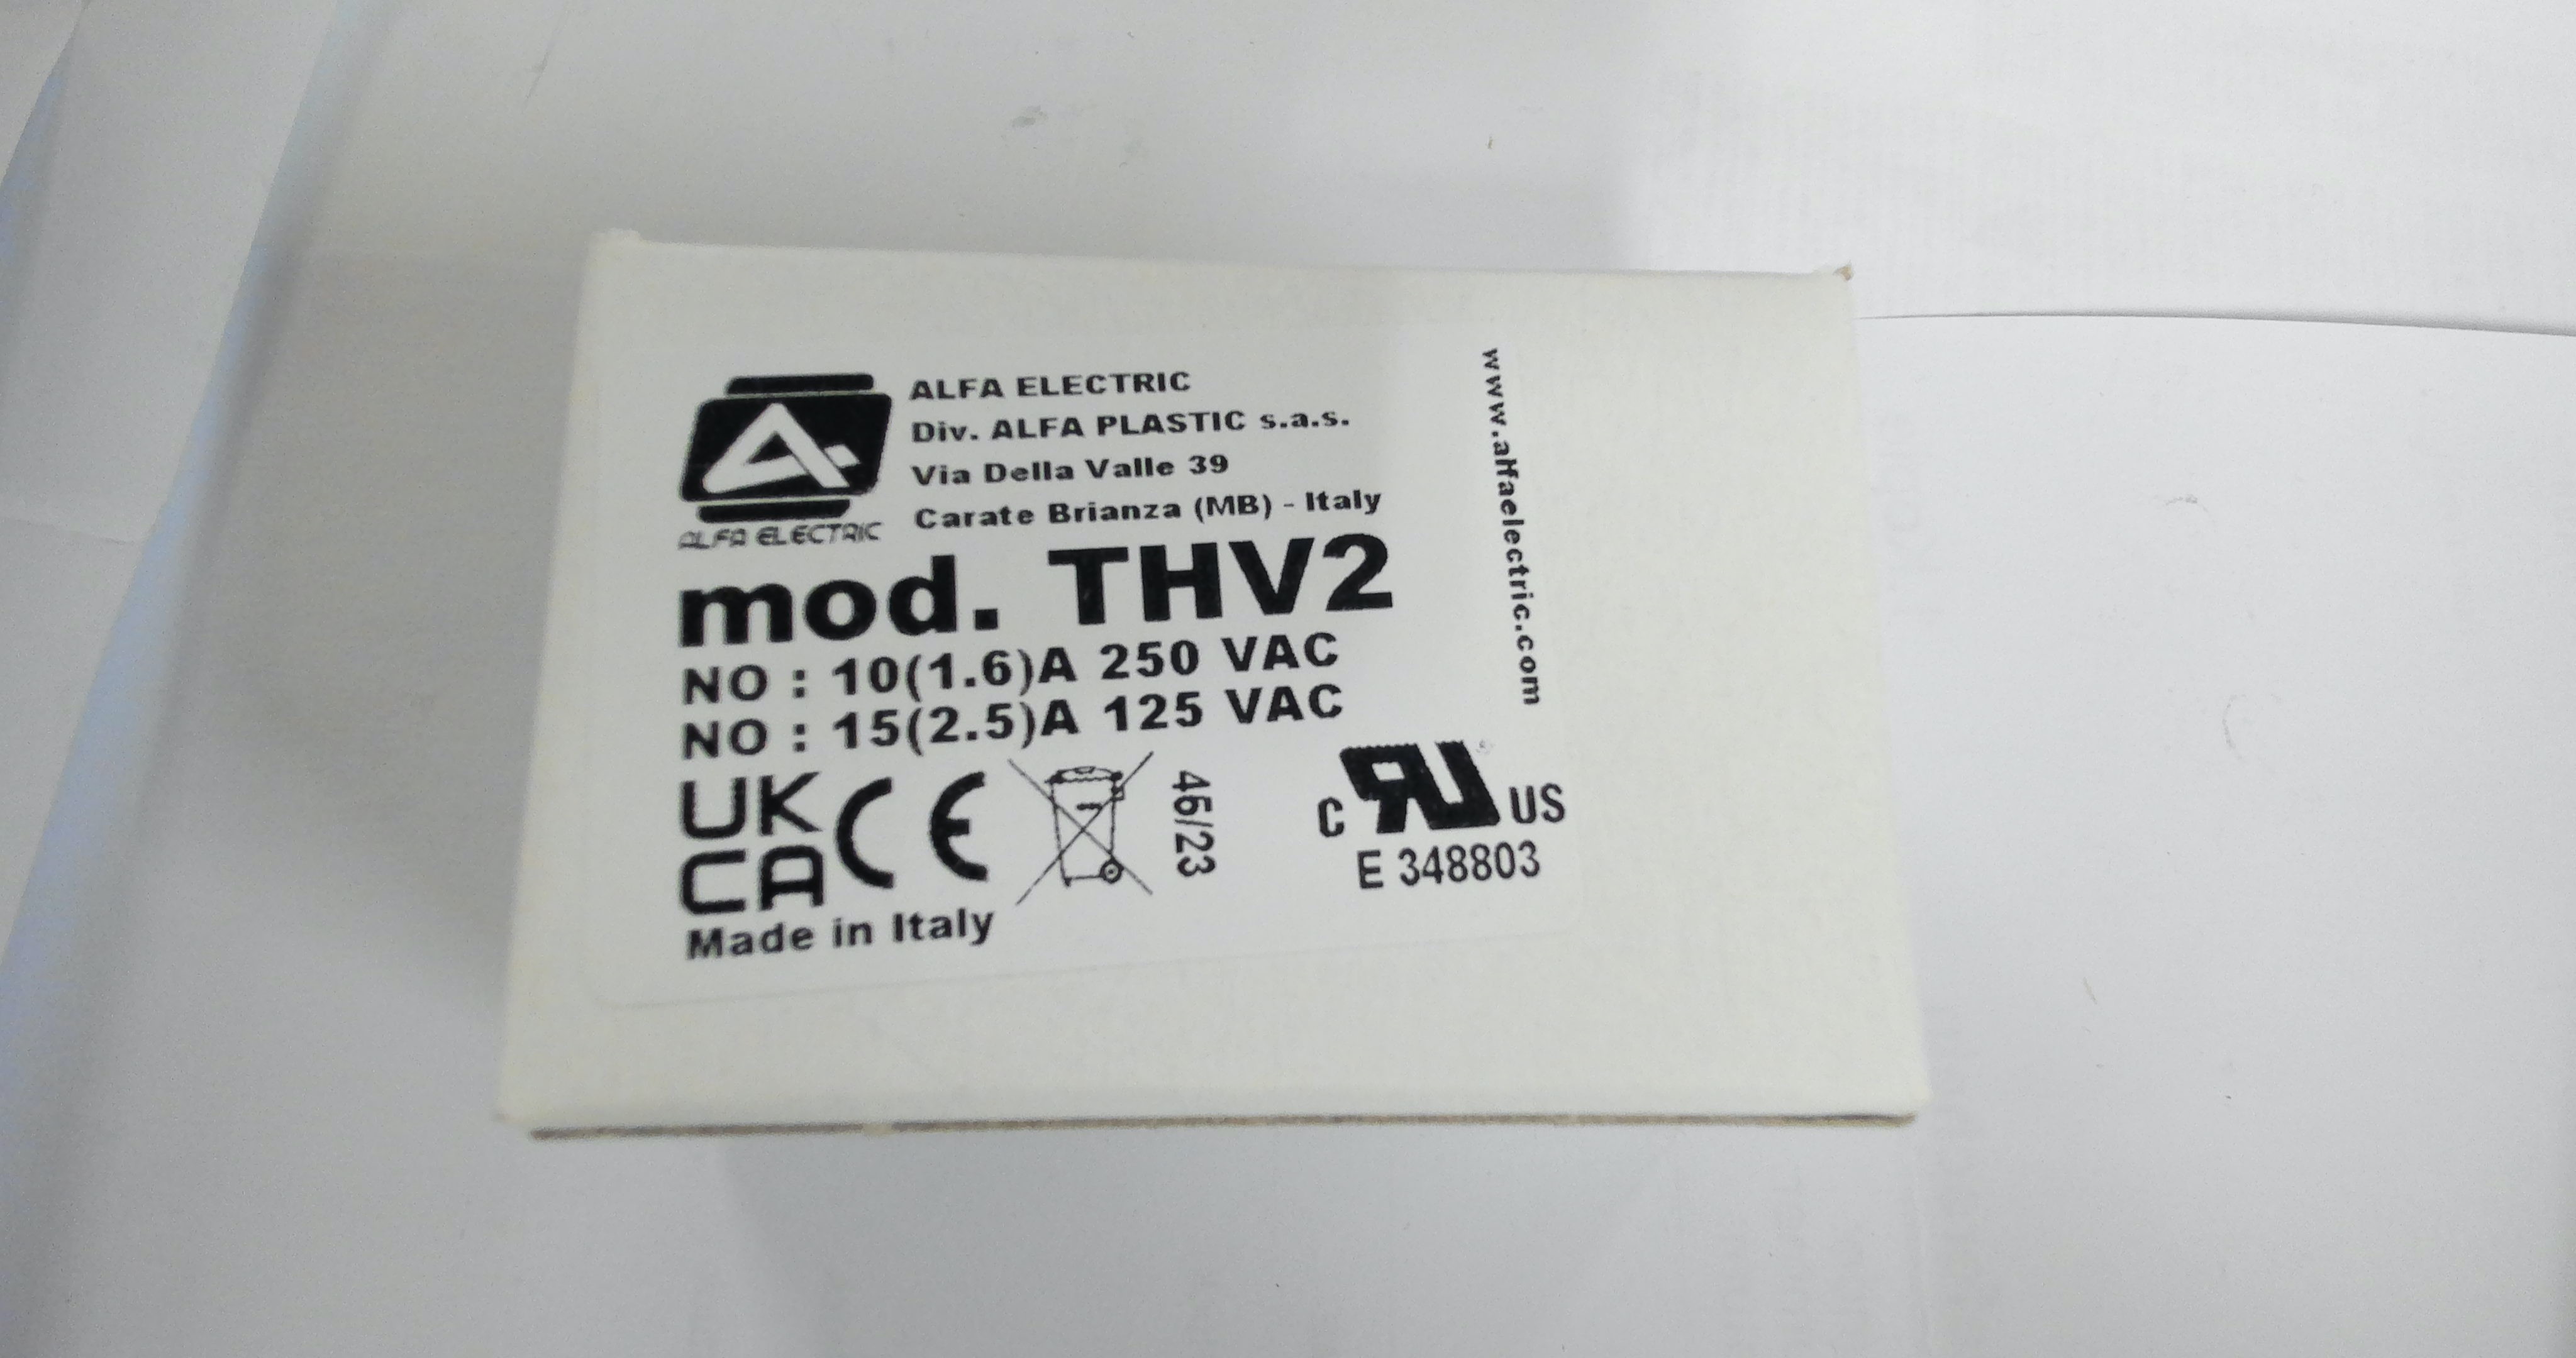 ALFA ELECTRIC
Div. ALFA PLASTIC s.a.s.
Via Della Valle 39
Carate Brianza (MB) - Italy
ALFA ELECTRIC
www.alfaelectric.com
mod. THV2
NO : 10(1.6)A 250 VAC
NO : 15(2.5)A 125 VAC
UK
CA
CE
46/23
C RU US
E 348803
Made in Italy